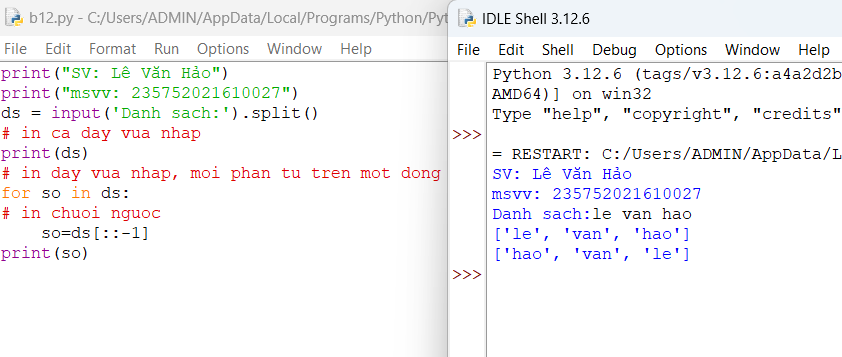 b12.py - C:/Users/ADMIN/AppData/Local/Programs/Python/Pyt
File Edit Format Run Options Window Help
print("SV: Lê Văn Hảo")
print("msvv: 235752021610027")
ds = input('Danh sach:').split()
# in ca day vua nhap
print(ds)
# in day vua nhap, moi phan tu tren mot dong
for so in ds:
# in chuoi nguoc
    so=ds[::-1]
print(so)
IDLE Shell 3.12.6
File Edit Shell Debug Options Window Help
Python 3.12.6 (tags/v3.12.6:a4a2d2b
AMD64)] on win32
Type "help", "copyright", "credits"
>>>
= RESTART: C:/Users/ADMIN/AppData/L
SV: Lê Văn Hảo
msvv: 235752021610027
Danh sach:le van hao
['le', 'van', 'hao']
['hao', 'van', 'le']
>>>